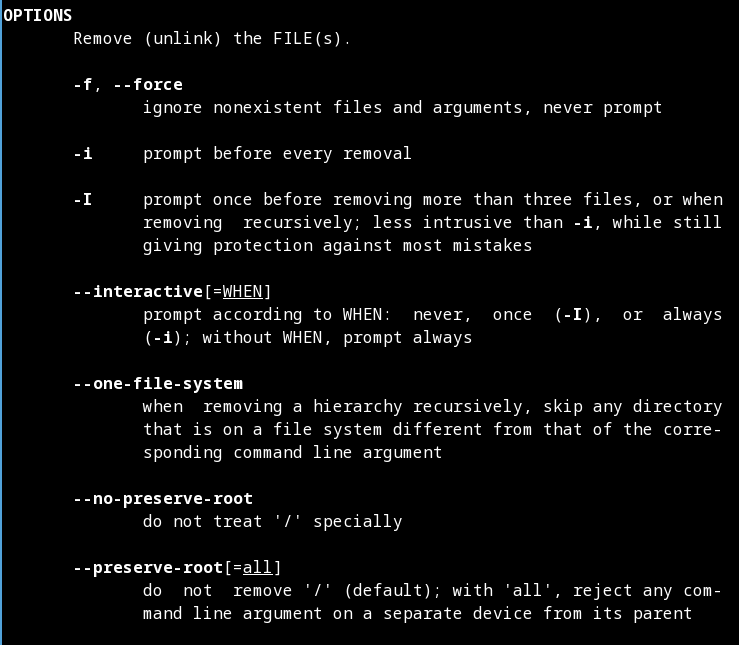 OPTIONS
Remove (unlink) the FILE(s).
-f, --force
ignore nonexistent files and arguments, never prompt
-i prompt before every removal
-I prompt once before removing more than three files, or when
removing recursively; less intrusive than -i, while still
giving protection against most mistakes
--interactive[=WHEN]
prompt according to WHEN: never, once (-I), or always
(-i); without WHEN, prompt always
--one-file-system
when removing a hierarchy recursively, skip any directory
that is on a file system different from that of the corre-
sponding command line argument
--no-preserve-root
do not treat '/' specially
--preserve-root[=all]
do not remove '/' (default); with 'all', reject any com-
mand line argument on a separate device from its parent